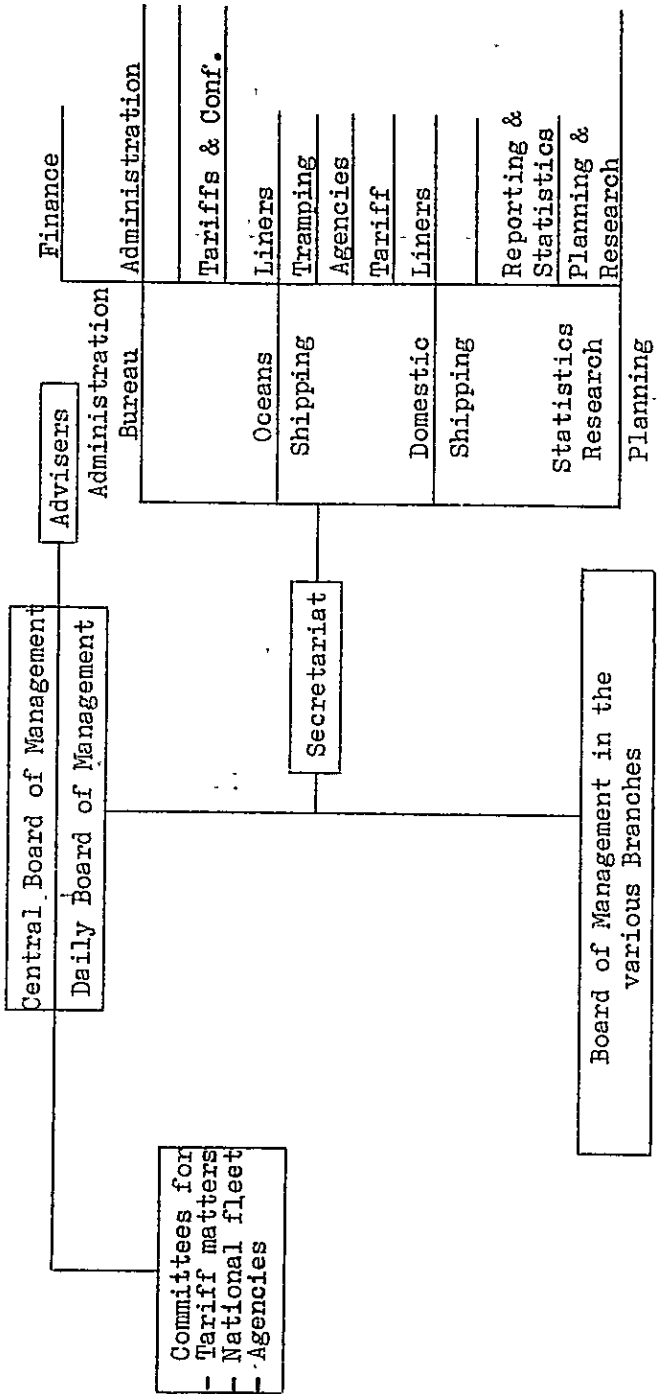 Central Board of Management
Daily Board of Management
Advisers
Committees for
- Tariff matters
- National fleet
- Agencies
Secretariat
Board of Management in the
various Branches
Administration
Bureau
Oceans
Shipping
Domestic
Shipping
Statistics
Research
Planning
Finance
Administration
Tariffs & Conf.
Liners
Tramping
Agencies
Tariff
Liners
Reporting &
Statistics
Planning &
Research